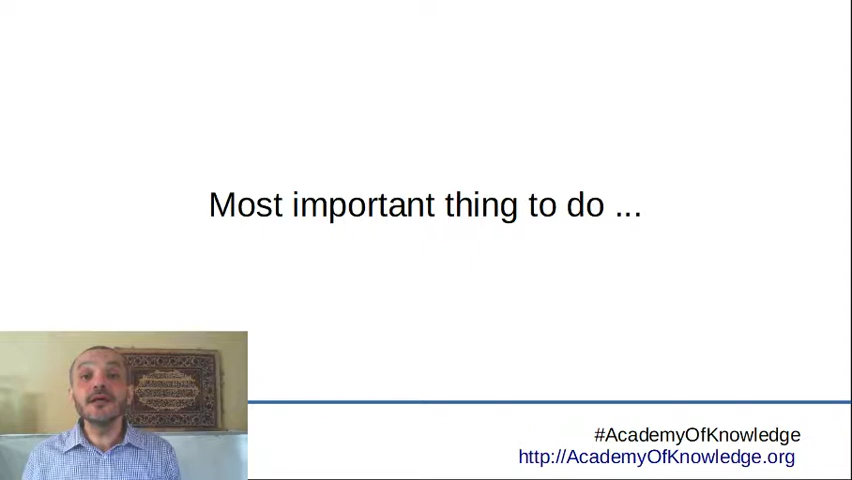 Most important thing to do ...
#AcademyOfKnowledge
http://AcademyOfKnowledge.org